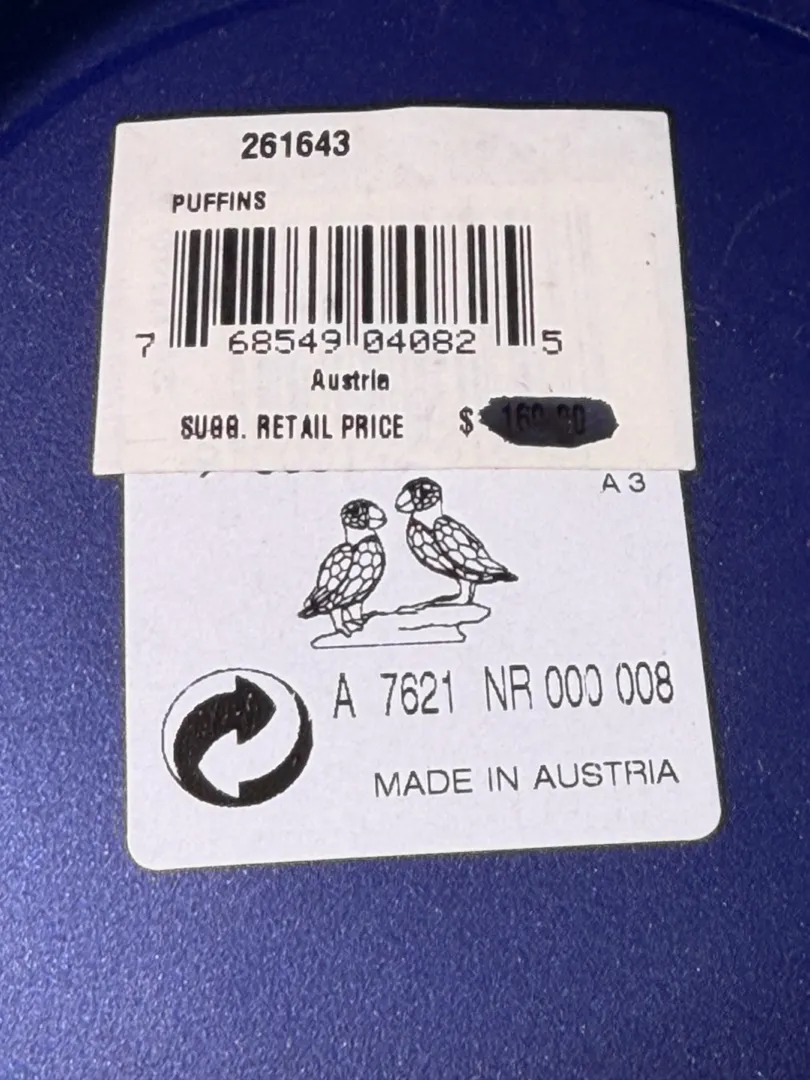 261643
PUFFINS
7 68549 04082 5
Austria
SUGG. RETAIL PRICE $
A 3
A 7621 NR 000 008
MADE IN AUSTRIA